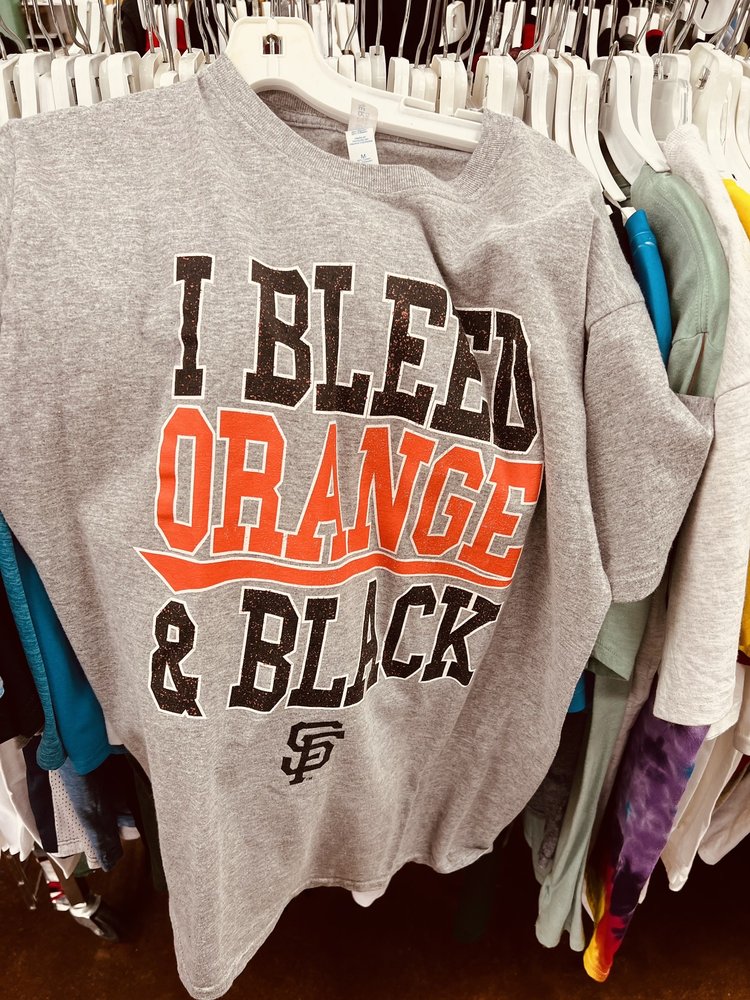 M
I BLEED
ORANGE
& BLACK
SF